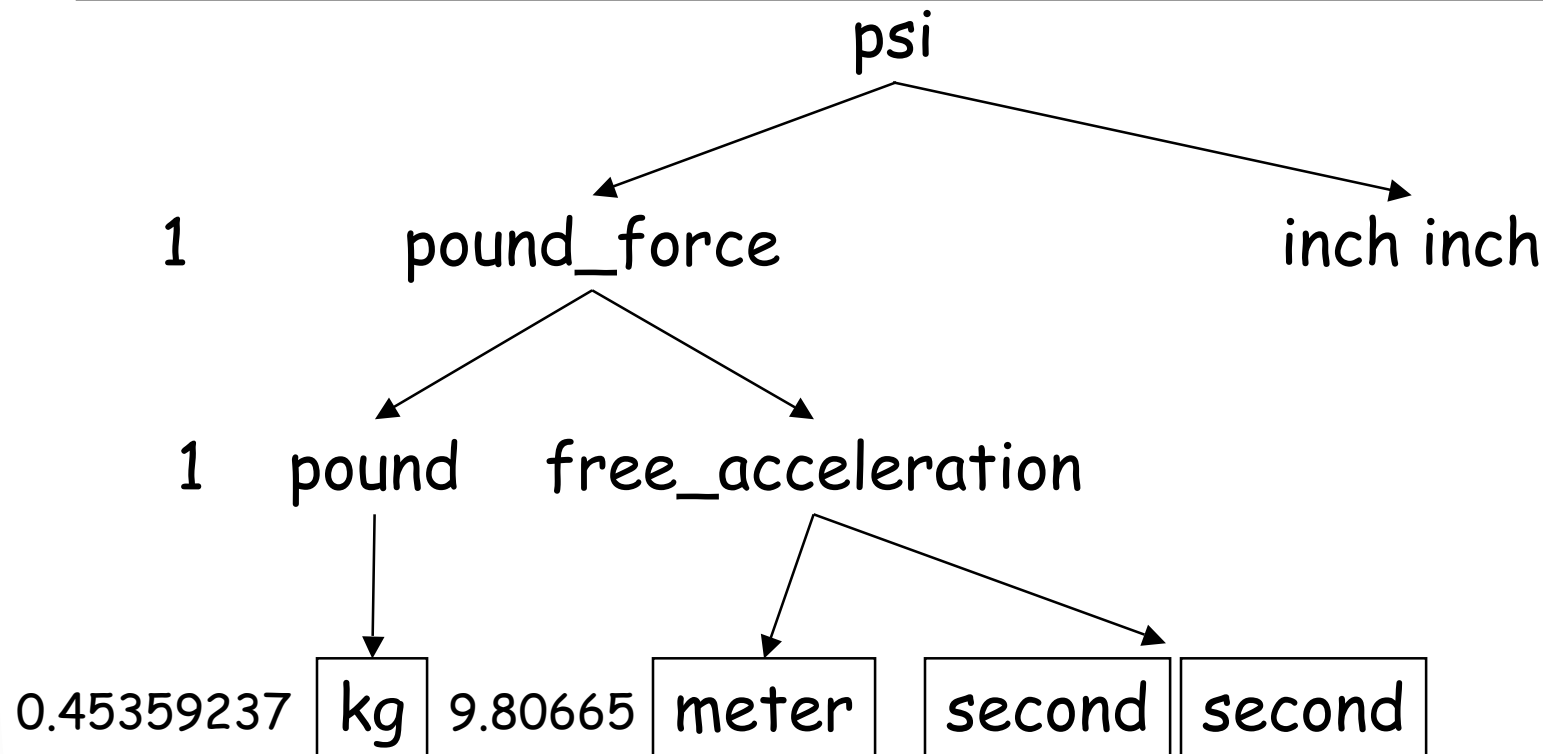 psi
1 pound_force inch inch
1 pound free_acceleration
0.45359237 kg 9.80665 meter second second